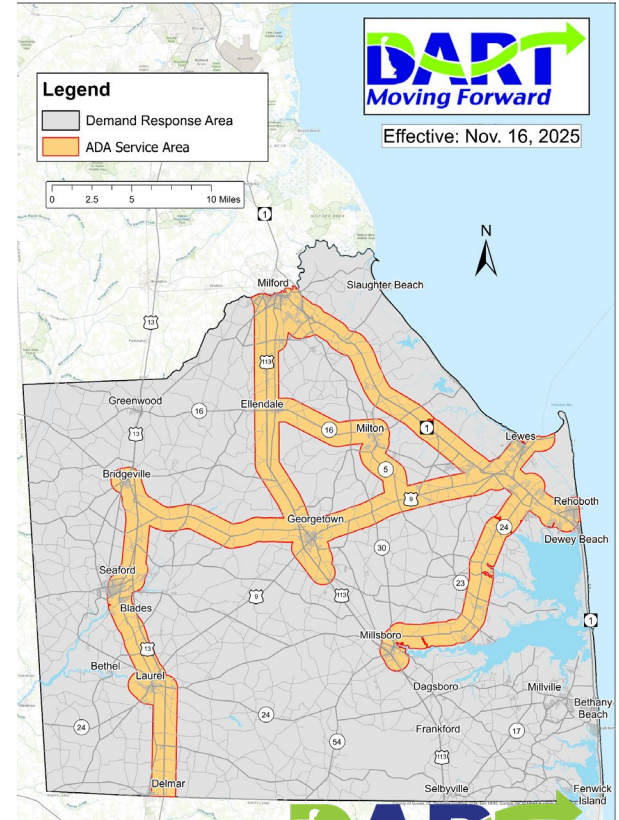 DART
Moving Forward
Effective: Nov. 16, 2025
Legend
Demand Response Area
ADA Service Area
0 2.5 5 10 Miles
1
N
Milford
Slaughter Beach
13
113
Greenwood
16
Ellendale
13
16
Milton
1
Lewes
5
Bridgeville
9
Rehoboth
Georgetown
24
Dewey Beach
30
Seaford
23
9
113
Blades
1
Millsboro
13
Bethel
Laurel
Dagsboro
Millville
Bethany
Beach
24
24
Frankford
17
54
113
Delmar
Selbyville
Fenwick
Island